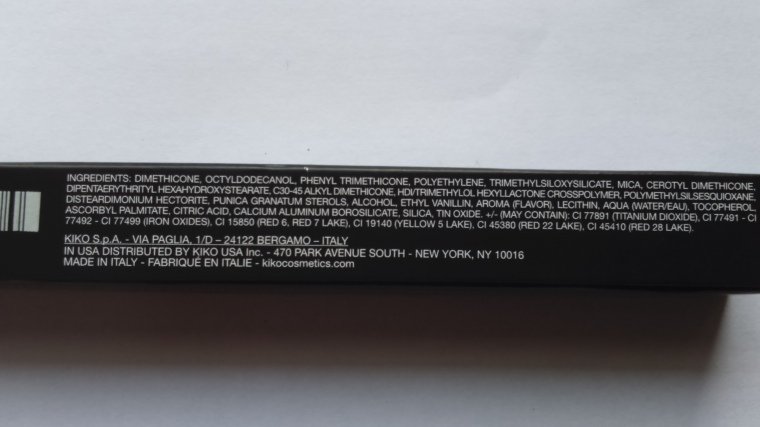 INGREDIENTS: DIMETHICONE, OCTYLDODECANOL, PHENYL TRIMETHICONE, POLYETHYLENE, TRIMETHYLSILOXYSILICATE, MICA, CEROTYL DIMETHICONE,
DIPENTAERYTHRITYL HEXAHYDROXYSTEARATE, C30-45 ALKYL DIMETHICONE, HDI/TRIMETHYLOL HEXYLLACTONE CROSSPOLYMER, POLYMETHYLSILSESQUIOXANE,
DISTEARDIMONIUM HECTORITE, PUNICA GRANATUM STEROLS, ALCOHOL, ETHYL VANILLIN, AROMA (FLAVOR), LECITHIN, AQUA (WATER/EAU), TOCOPHEROL,
ASCORBYL PALMITATE, CITRIC ACID, CALCIUM ALUMINUM BOROSILICATE, SILICA, TIN OXIDE. +/- (MAY CONTAIN): CI 77891 (TITANIUM DIOXIDE), CI 77491 - CI
77492 - CI 77499 (IRON OXIDES), CI 15850 (RED 6, RED 7 LAKE), CI 19140 (YELLOW 5 LAKE), CI 45380 (RED 22 LAKE), CI 45410 (RED 28 LAKE).
KIKO S.p.A. - VIA PAGLIA, 1/D – 24122 BERGAMO – ITALY
IN USA DISTRIBUTED BY KIKO USA Inc. - 470 PARK AVENUE SOUTH - NEW YORK, NY 10016
MADE IN ITALY - FABRIQUÉ EN ITALIE - kikocosmetics.com